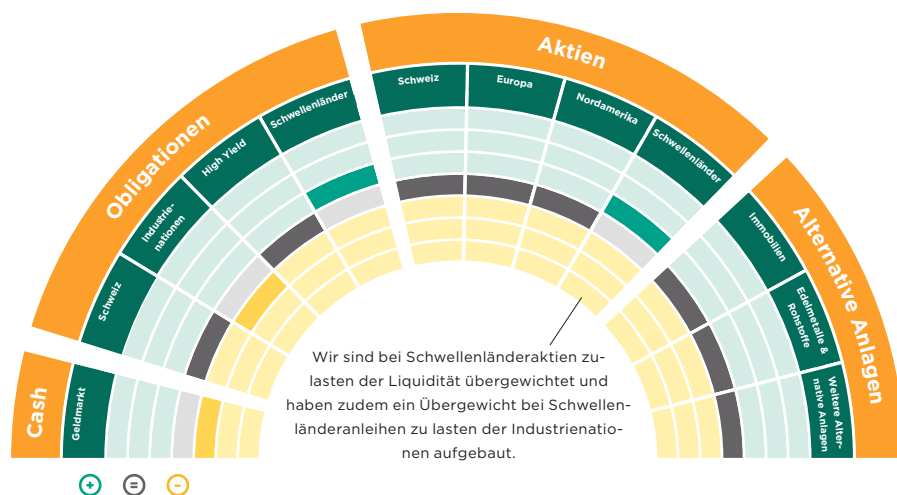 Cash
Geldmarkt
Obligationen
Schweiz
Industrie-
nationen
High Yield
Schwellenländer
Aktien
Schweiz
Europa
Nordamerika
Schwellenländer
Alternative Anlagen
Immobilien
Edelmetalle &
Rohstoffe
Weitere Alter-
native Anlagen
Wir sind bei Schwellenländeraktien zu-
lasten der Liquidität übergewichtet und
haben zudem ein Übergewicht bei Schwellen-
länderanleihen zu lasten der Industrienatio-
nen aufgebaut.
+ = −